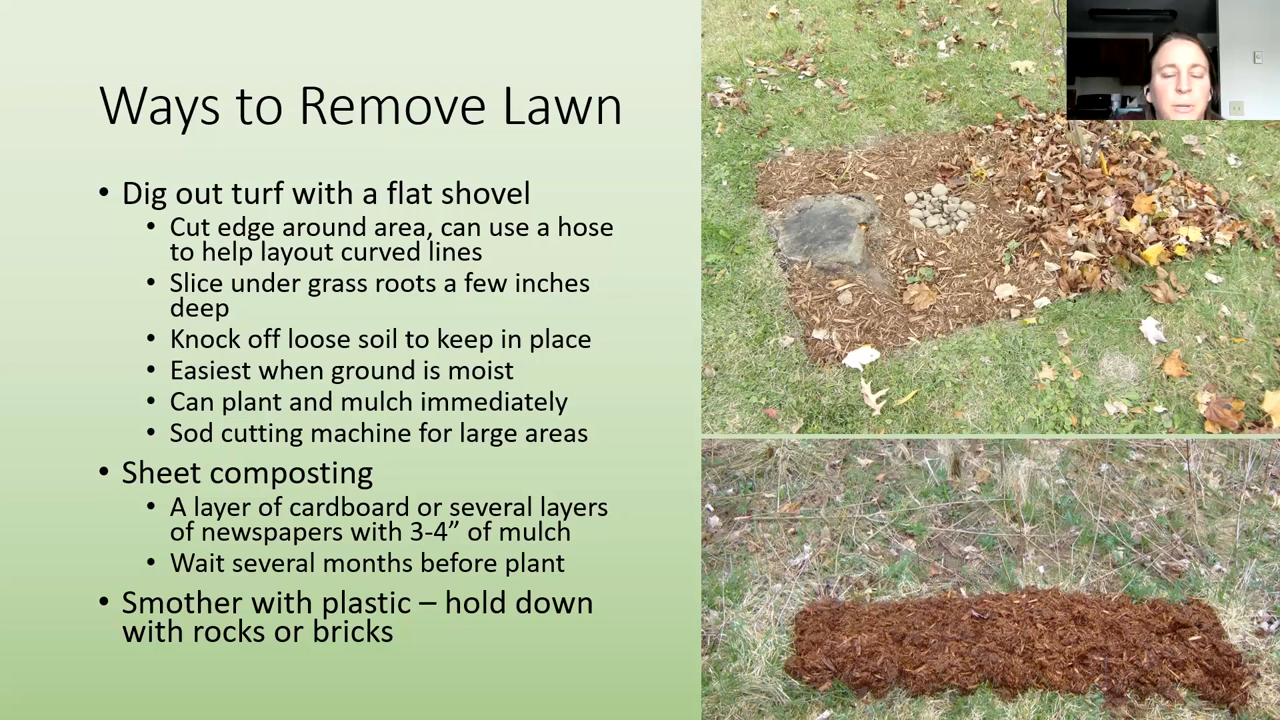 Ways to Remove Lawn
• Dig out turf with a flat shovel
• Cut edge around area, can use a hose
to help layout curved lines
• Slice under grass roots a few inches
deep
• Knock off loose soil to keep in place
• Easiest when ground is moist
• Can plant and mulch immediately
• Sod cutting machine for large areas
• Sheet composting
• A layer of cardboard or several layers
of newspapers with 3-4” of mulch
• Wait several months before plant
• Smother with plastic – hold down
with rocks or bricks